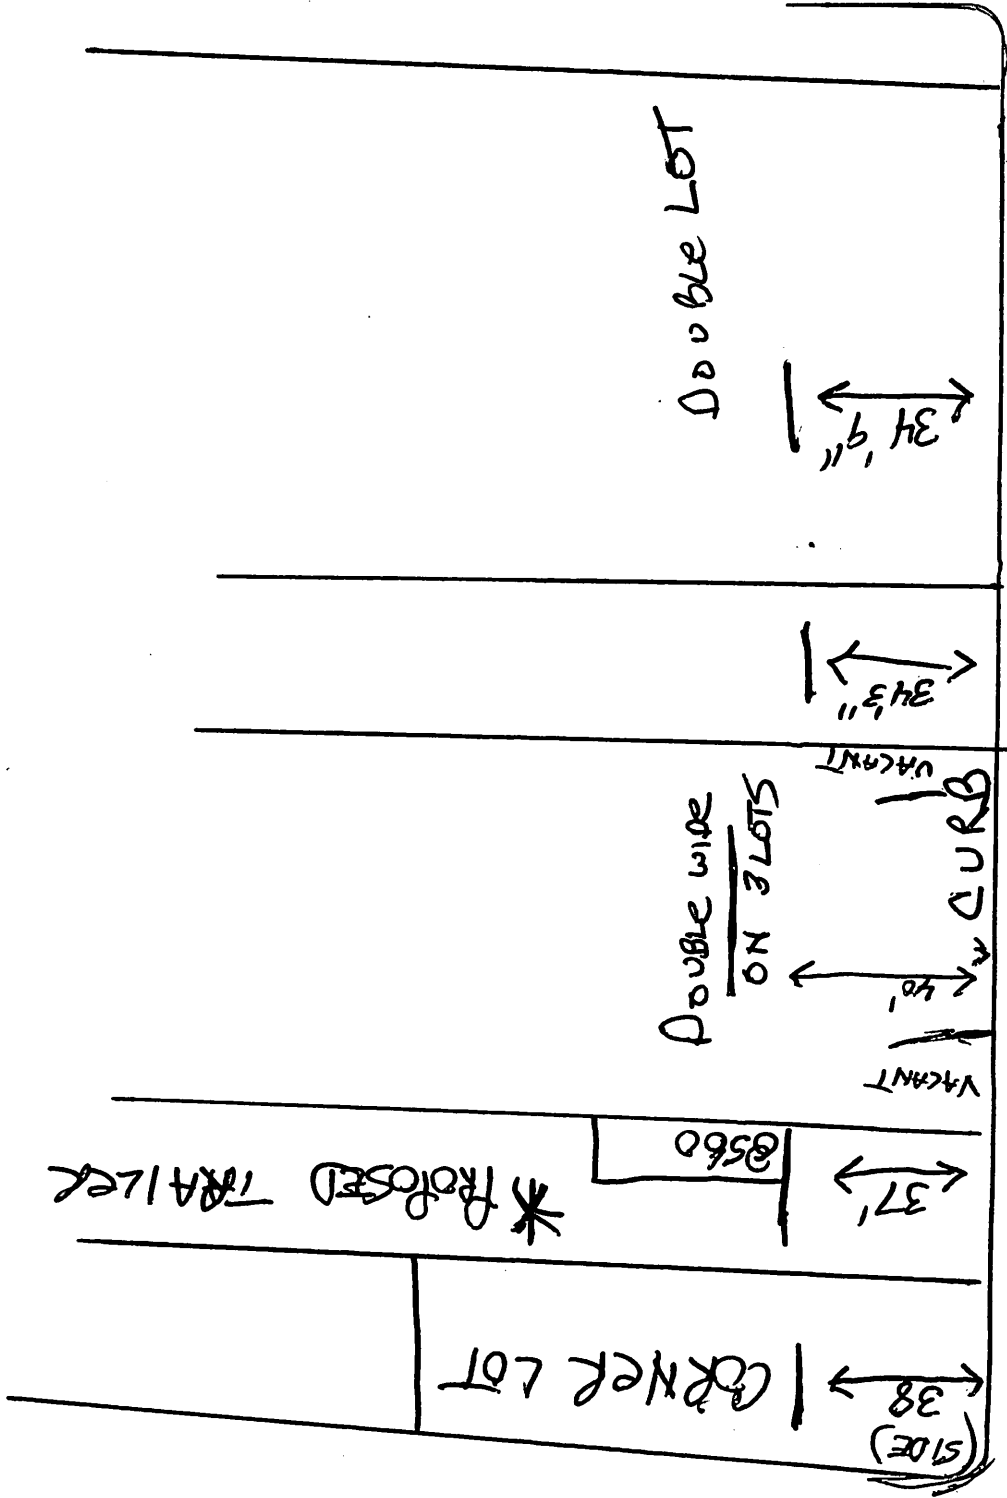 DOUBLE LOT
34' 9"
34'3"
VACANT
DOUBLE WIDE
ON 3 LOTS
CURB
40'
VACANT
3560
* PROPOSED TRAILER
37'
CORNER LOT
38
(SIDE)